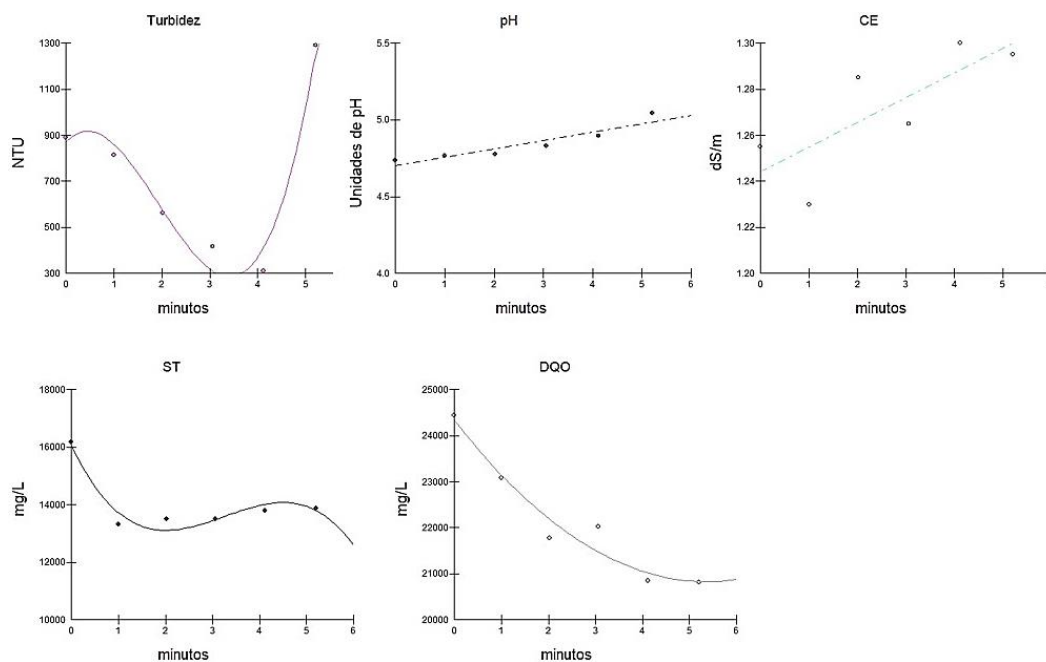 Turbidez
1300
1100
900
700
500
300
NTU
0 1 2 3 4 5
minutos
pH
5.5
5.0
4.5
4.0
Unidades de pH
0 1 2 3 4 5 6
minutos
CE
1.30
1.28
1.26
1.24
1.22
1.20
dS/m
0 1 2 3 4 5
minutos
ST
18000
16000
14000
12000
10000
mg/L
0 1 2 3 4 5 6
minutos
DQO
25000
24000
23000
22000
21000
20000
mg/L
0 1 2 3 4 5 6
minutos